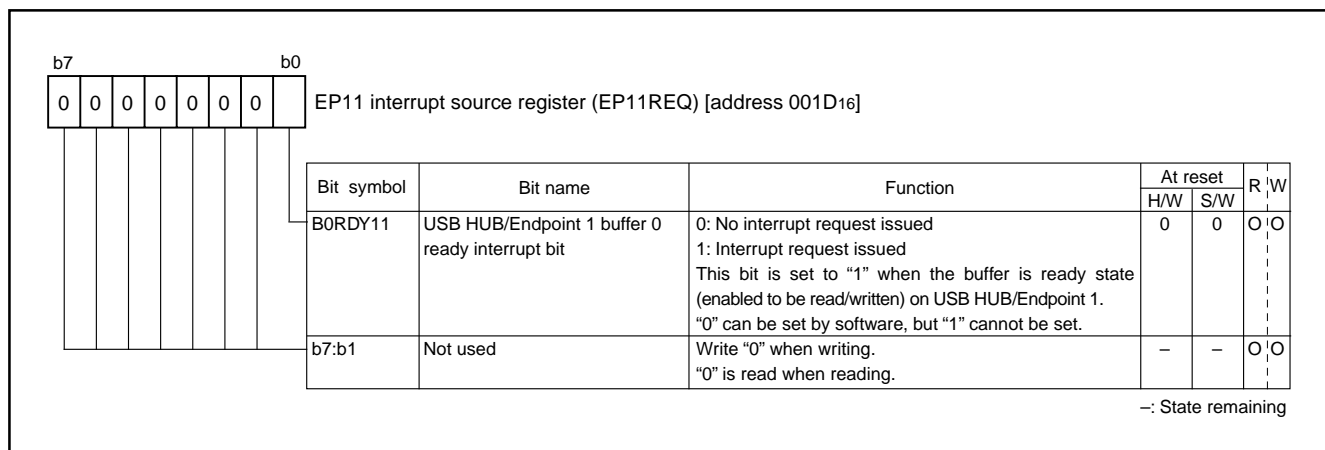 b7 b0
0 0 0 0 0 0 0 EP11 interrupt source register (EP11REQ) [address 001D16]
Bit symbol Bit name Function At reset R W
H/W S/W
B0RDY11 USB HUB/Endpoint 1 buffer 0 0: No interrupt request issued 0 0 O O
ready interrupt bit 1: Interrupt request issued
This bit is set to “1” when the buffer is ready state
(enabled to be read/written) on USB HUB/Endpoint 1.
“0” can be set by software, but “1” cannot be set.
b7:b1 Not used Write “0” when writing. – – O O
“0” is read when reading.
–: State remaining